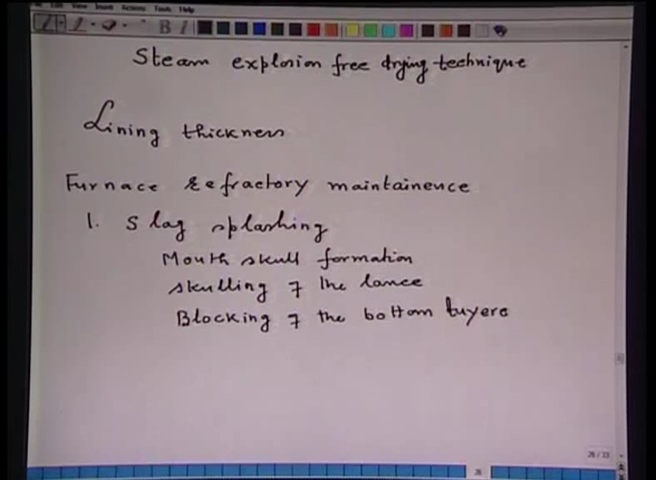 Steam explosion free drying technique
Lining thickness
Furnace refractory maintainence
1. Slag splashing
Mouth skull formation
skulling of the lance
Blocking of the bottom tuyere